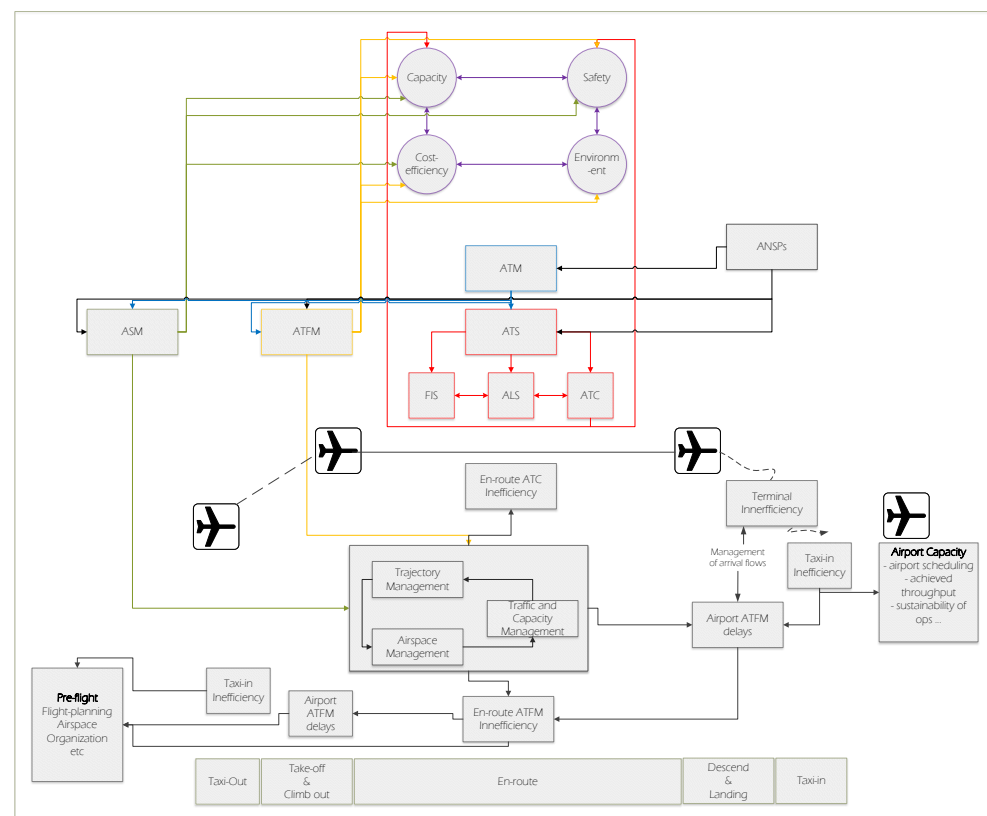 Capacity
Safety
Cost-
efficiency
Environm
-ent
ANSPs
ATM
ASM
ATFM
ATS
FIS
ALS
ATC
En-route ATC
Inefficiency
Terminal
Innerfficiency
Management
of arrival flows
Taxi-in
Inefficiency
Airport Capacity
- airport scheduling
- achieved
throughput
- sustainability of
ops ...
Trajectory
Management
Traffic and
Capacity
Management
Airspace
Management
Airport ATFM
delays
Pre-flight
Flight-planning
Airspace
Organization
etc
Taxi-in
Inefficiency
Airport
ATFM
delays
En-route ATFM
Innefficiency
Taxi-Out
Take-off
&
Climb out
En-route
Descend
&
Landing
Taxi-in